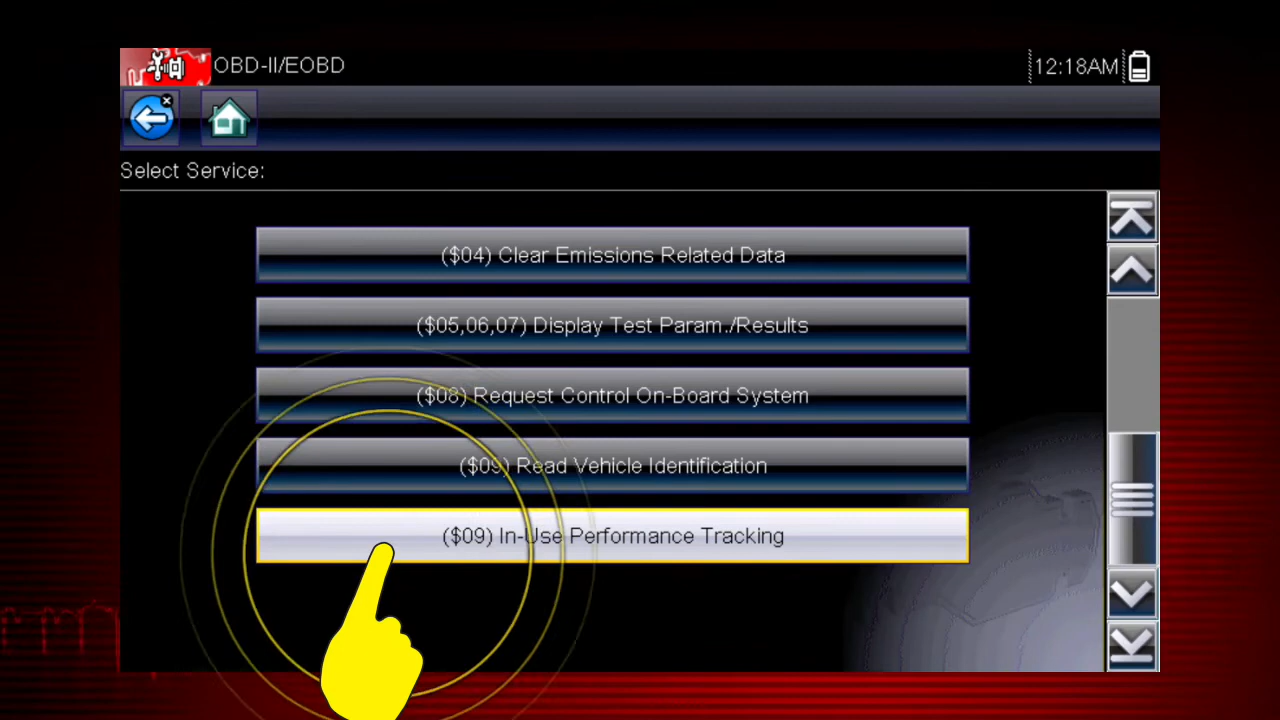 OBD-II/EOBD
12:18AM
Select Service:
($04) Clear Emissions Related Data
($05,06,07) Display Test Param./Results
($08) Request Control On-Board System
($09) Read Vehicle Identification
($09) In-Use Performance Tracking